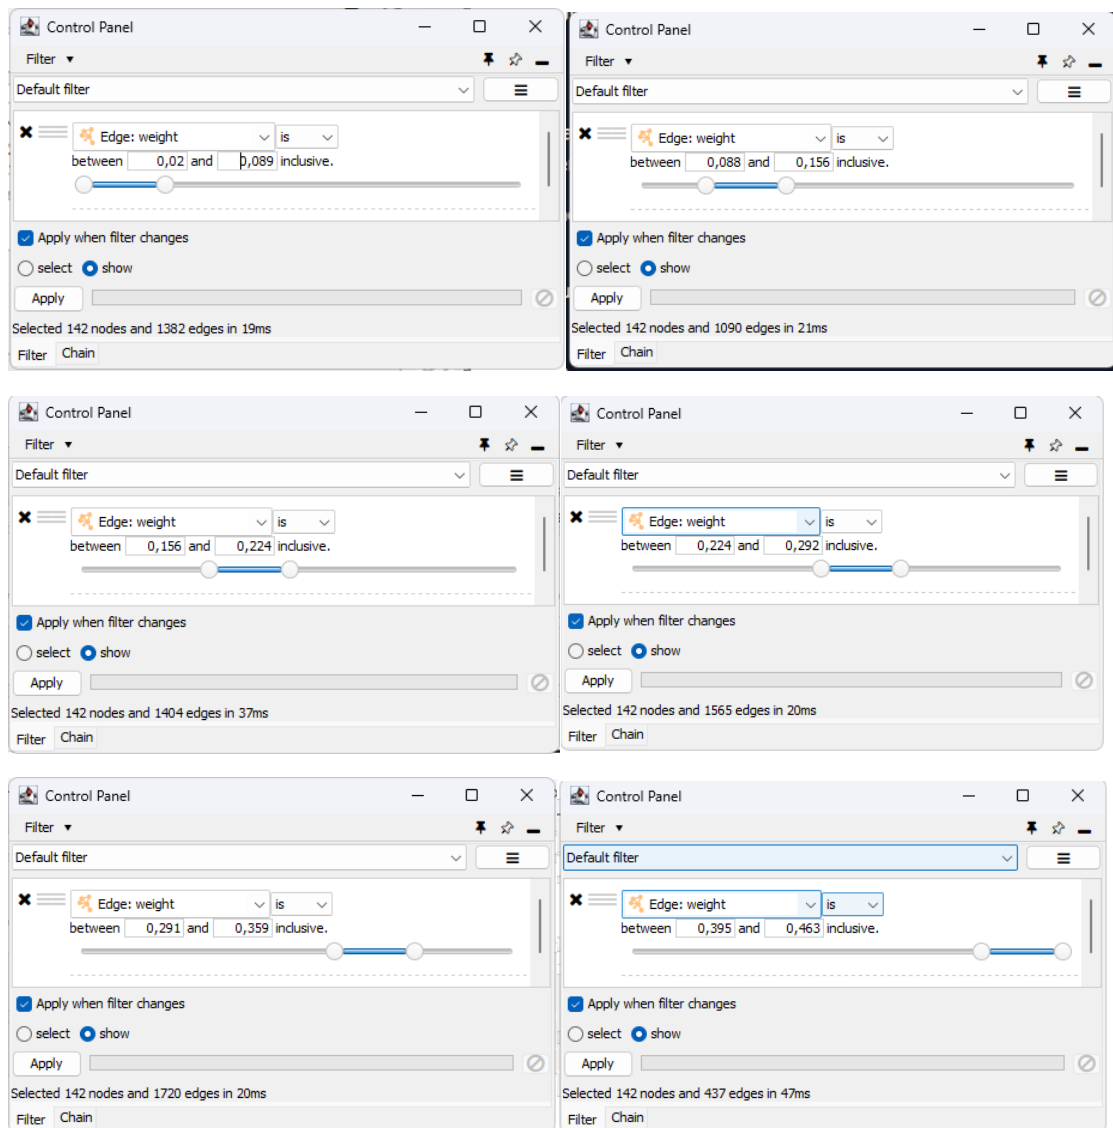 Control Panel
Filter ▼
Default filter
Edge: weight is
between 0,02 and 0,089 inclusive.
Apply when filter changes
select show
Apply
Selected 142 nodes and 1382 edges in 19ms
Filter Chain
Control Panel
Filter ▼
Default filter
Edge: weight is
between 0,088 and 0,156 inclusive.
Apply when filter changes
select show
Apply
Selected 142 nodes and 1090 edges in 21ms
Filter Chain
Control Panel
Filter ▼
Default filter
Edge: weight is
between 0,156 and 0,224 inclusive.
Apply when filter changes
select show
Apply
Selected 142 nodes and 1404 edges in 37ms
Filter Chain
Control Panel
Filter ▼
Default filter
Edge: weight is
between 0,224 and 0,292 inclusive.
Apply when filter changes
select show
Apply
Selected 142 nodes and 1565 edges in 20ms
Filter Chain
Control Panel
Filter ▼
Default filter
Edge: weight is
between 0,291 and 0,359 inclusive.
Apply when filter changes
select show
Apply
Selected 142 nodes and 1720 edges in 20ms
Filter Chain
Control Panel
Filter ▼
Default filter
Edge: weight is
between 0,395 and 0,463 inclusive.
Apply when filter changes
select show
Apply
Selected 142 nodes and 437 edges in 47ms
Filter Chain